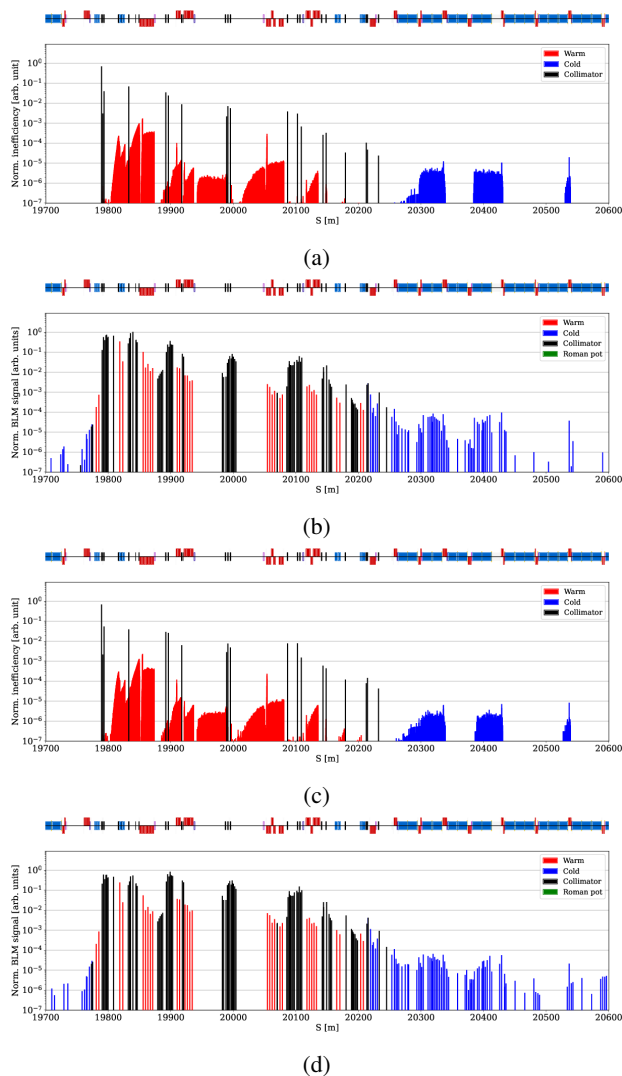 Norm. inefficiency [arb. unit]
10⁰
10⁻¹
10⁻²
10⁻³
10⁻⁴
10⁻⁵
10⁻⁶
10⁻⁷
Warm
Cold
Collimator
19700 19800 19900 20000 20100 20200 20300 20400 20500 20600
S [m]
(a)
Norm. BLM signal [arb. units]
10⁰
10⁻¹
10⁻²
10⁻³
10⁻⁴
10⁻⁵
10⁻⁶
10⁻⁷
Warm
Cold
Collimator
Roman pot
19700 19800 19900 20000 20100 20200 20300 20400 20500 20600
S [m]
(b)
Norm. inefficiency [arb. unit]
10⁰
10⁻¹
10⁻²
10⁻³
10⁻⁴
10⁻⁵
10⁻⁶
10⁻⁷
Warm
Cold
Collimator
19700 19800 19900 20000 20100 20200 20300 20400 20500 20600
S [m]
(c)
Norm. BLM signal [arb. units]
10⁰
10⁻¹
10⁻²
10⁻³
10⁻⁴
10⁻⁵
10⁻⁶
10⁻⁷
Warm
Cold
Collimator
Roman pot
19700 19800 19900 20000 20100 20200 20300 20400 20500 20600
S [m]
(d)